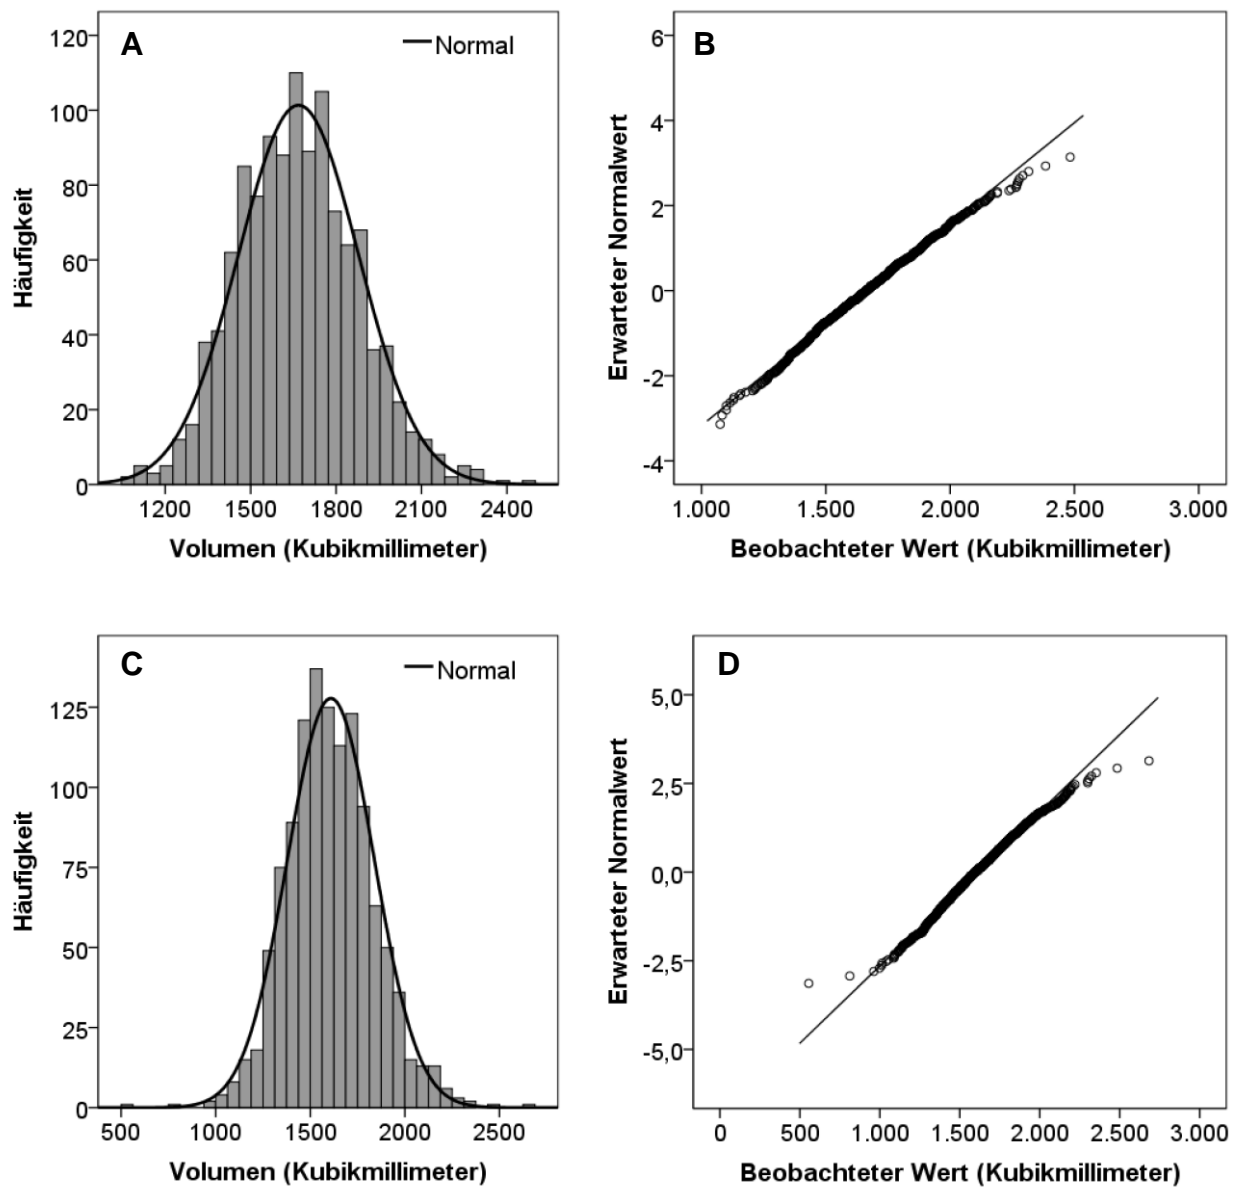 A
Normal
120
100
80
60
40
20
0
Häufigkeit
1200 1500 1800 2100 2400
Volumen (Kubikmillimeter)
B
6
4
2
0
-2
-4
Erwarteter Normalwert
1.000 1.500 2.000 2.500 3.000
Beobachteter Wert (Kubikmillimeter)
C
Normal
125
100
75
50
25
0
Häufigkeit
500 1000 1500 2000 2500
Volumen (Kubikmillimeter)
D
5,0
2,5
0,0
-2,5
-5,0
Erwarteter Normalwert
0 500 1.000 1.500 2.000 2.500 3.000
Beobachteter Wert (Kubikmillimeter)